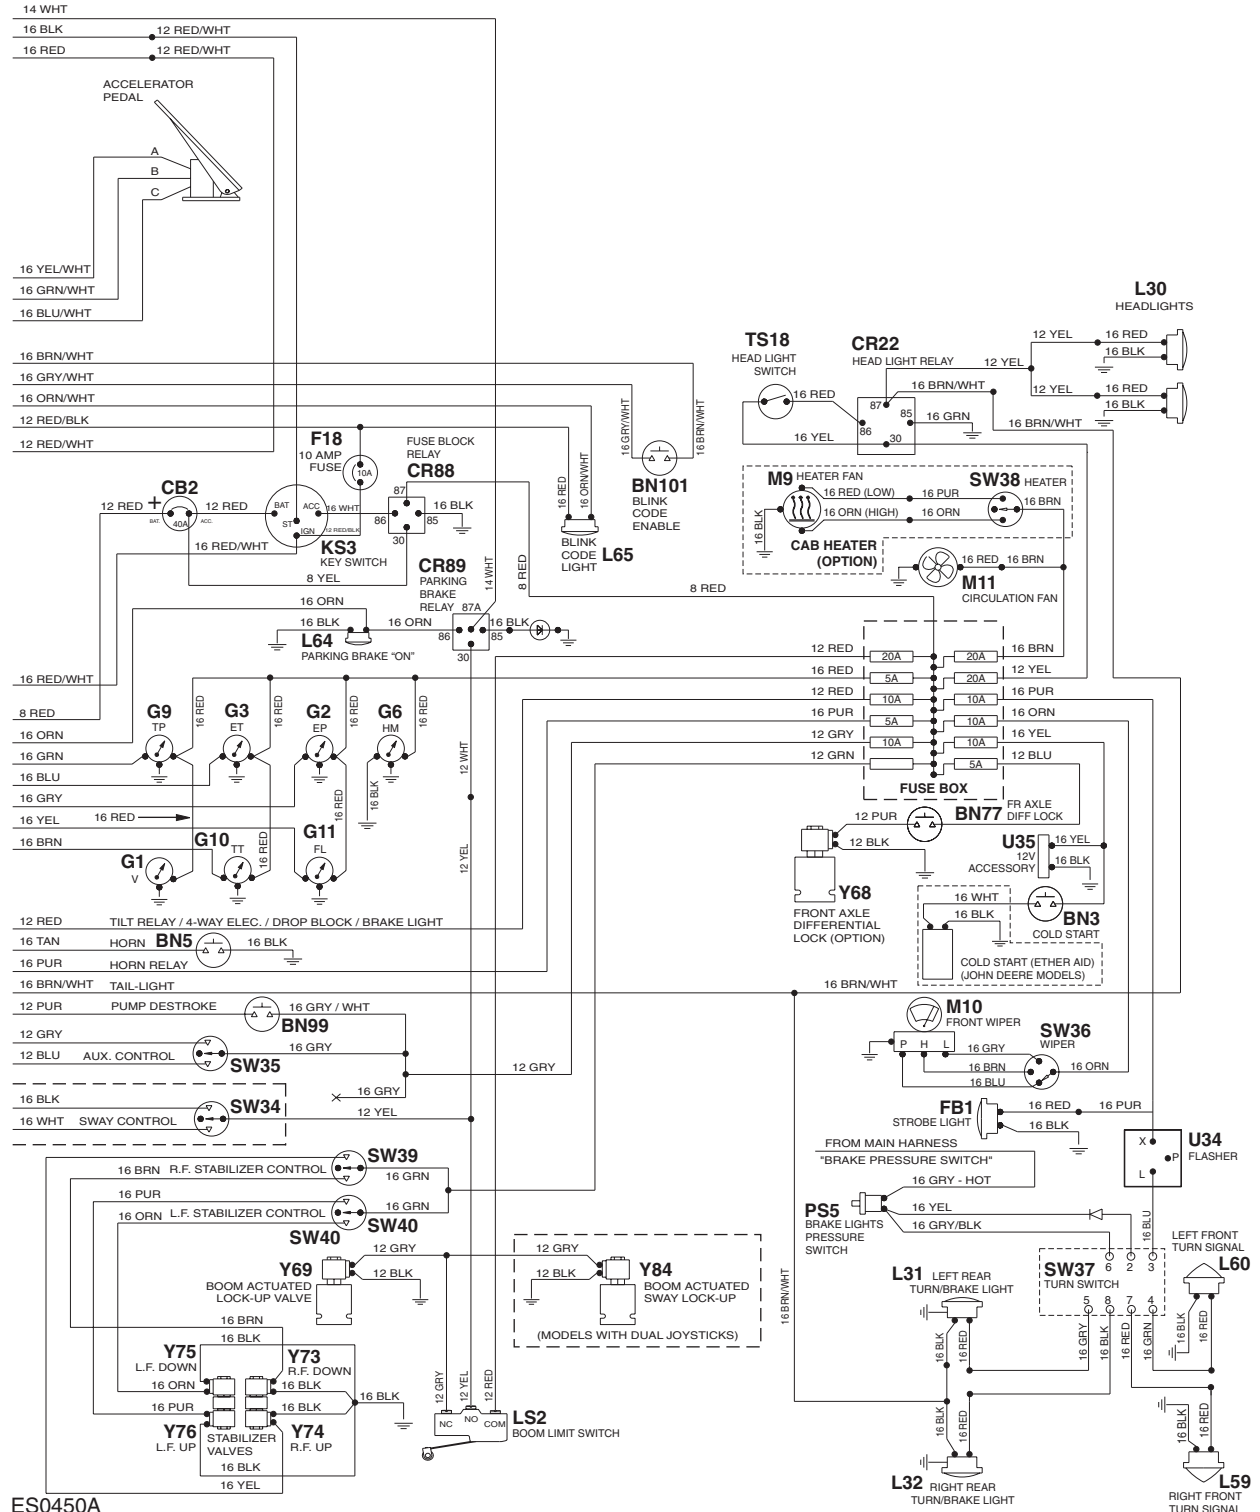 14 WHT
16 BLK
12 RED/WHT
16 RED
12 RED/WHT
ACCELERATOR
PEDAL
A
B
C
16 YEL/WHT
16 GRN/WHT
16 BLU/WHT
L30
HEADLIGHTS
12 YEL
16 RED
16 BLK
TS18
HEAD LIGHT
SWITCH
CR22
HEAD LIGHT RELAY
12 YEL
12 YEL
16 RED
16 BLK
16 BRN/WHT
16 GRY/WHT
16 ORN/WHT
12 RED/BLK
12 RED/WHT
16 RED
16 BRN/WHT
87
85
86
30
16 GRN
16 BRN/WHT
16 YEL
F18
10 AMP
FUSE
10A
FUSE BLOCK
RELAY
CR88
87
86
85
30
16 BLK
16 GRY/WHT
16 BRN/WHT
BN101
BLINK
CODE
ENABLE
16 RED
16 ORN/WHT
BLINK
CODE
LIGHT
L65
M9
HEATER FAN
16 RED (LOW)
16 PUR
SW38
HEATER
16 BRN
16 ORN (HIGH)
16 ORN
16 BLK
CAB HEATER
(OPTION)
CB2
12 RED
+
BAT.
40A
ACC.
12 RED
BAT
ACC
ST
IGN
16 WHT
12 RED/BLK
16 RED/WHT
KS3
KEY SWITCH
8 YEL
16 RED
16 BRN
M11
CIRCULATION FAN
CR89
PARKING
BRAKE
RELAY
87A
86
85
30
14 WHT
8 RED
8 RED
16 ORN
16 BLK
16 ORN
16 BLK
L64
PARKING BRAKE "ON"
12 RED
20A
20A
16 BRN
16 RED
5A
20A
12 YEL
12 RED
10A
10A
16 PUR
16 PUR
5A
10A
16 ORN
12 GRY
10A
10A
16 YEL
12 GRN
5A
12 BLU
FUSE BOX
16 RED/WHT
8 RED
16 ORN
16 GRN
16 BLU
16 GRY
16 YEL
16 BRN
G9
TP
16 RED
G3
ET
16 RED
G2
EP
16 RED
G6
HM
16 RED
12 WHT
16 RED
16 RED
16 BLK
G1
V
G10
TT
16 RED
G11
FL
12 YEL
12 PUR
BN77
FR AXLE
DIFF LOCK
12 BLK
Y68
FRONT AXLE
DIFFERENTIAL
LOCK (OPTION)
U35
12V
ACCESSORY
16 YEL
16 BLK
16 WHT
16 BLK
BN3
COLD START
COLD START (ETHER AID)
(JOHN DEERE MODELS)
12 RED
TILT RELAY / 4-WAY ELEC. / DROP BLOCK / BRAKE LIGHT
16 TAN
HORN
BN5
16 BLK
16 PUR
HORN RELAY
16 BRN/WHT
TAIL-LIGHT
16 BRN/WHT
12 PUR
PUMP DESTROKE
BN99
16 GRY / WHT
12 GRY
12 BLU
AUX. CONTROL
SW35
16 GRY
12 GRY
16 GRY
12 YEL
16 BLK
16 WHT
SWAY CONTROL
SW34
M10
FRONT WIPER
P
H
L
16 GRY
16 BRN
16 BLU
SW36
WIPER
16 ORN
FB1
STROBE LIGHT
16 RED
16 PUR
16 BLK
FROM MAIN HARNESS
"BRAKE PRESSURE SWITCH"
X
P
L
U34
FLASHER
16 BRN
R.F. STABILIZER CONTROL
SW39
16 GRN
16 PUR
16 ORN
L.F. STABILIZER CONTROL
SW40
16 GRN
SW40
16 GRY - HOT
PS5
BRAKE LIGHTS
PRESSURE
SWITCH
16 YEL
16 GRY/BLK
16 BLU
SW37
TURN SWITCH
6
2
3
5
8
7
4
LEFT FRONT
TURN SIGNAL
L60
12 GRY
12 BLK
Y69
BOOM ACTUATED
LOCK-UP VALVE
12 GRY
12 BLK
Y84
BOOM ACTUATED
SWAY LOCK-UP
(MODELS WITH DUAL JOYSTICKS)
16 BRN/WHT
L31
LEFT REAR
TURN/BRAKE LIGHT
16 BLK
16 RED
16 GRY
16 BLK
16 RED
16 GRN
16 BLK
16 RED
16 BRN
16 BLK
Y75
L.F. DOWN
Y73
R.F. DOWN
16 ORN
16 BLK
16 PUR
16 BLK
16 BLK
Y76
L.F. UP
STABILIZER
VALVES
Y74
R.F. UP
16 BLK
16 YEL
12 GRY
12 YEL
12 RED
NC
NO
COM
LS2
BOOM LIMIT SWITCH
16 BLK
16 RED
L32
RIGHT REAR
TURN/BRAKE LIGHT
16 BLK
16 RED
L59
RIGHT FRONT
TURN SIGNAL
ES0450A